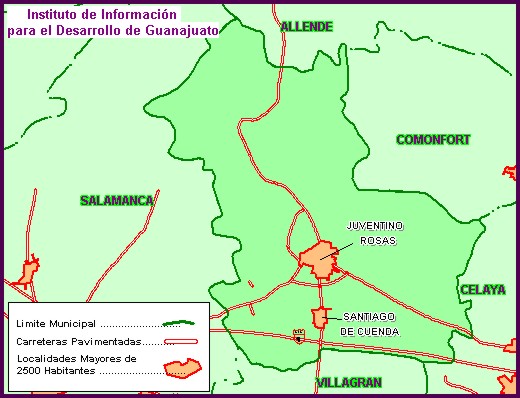 Instituto de Información
para el Desarrollo de Guanajuato
ALLENDE
COMONFORT
SALAMANCA
JUVENTINO
ROSAS
CELAYA
SANTIAGO
DE CUENDA
VILLAGRAN
Limite Municipal
Carreteras Pavimentadas
Localidades Mayores de
2500 Habitantes